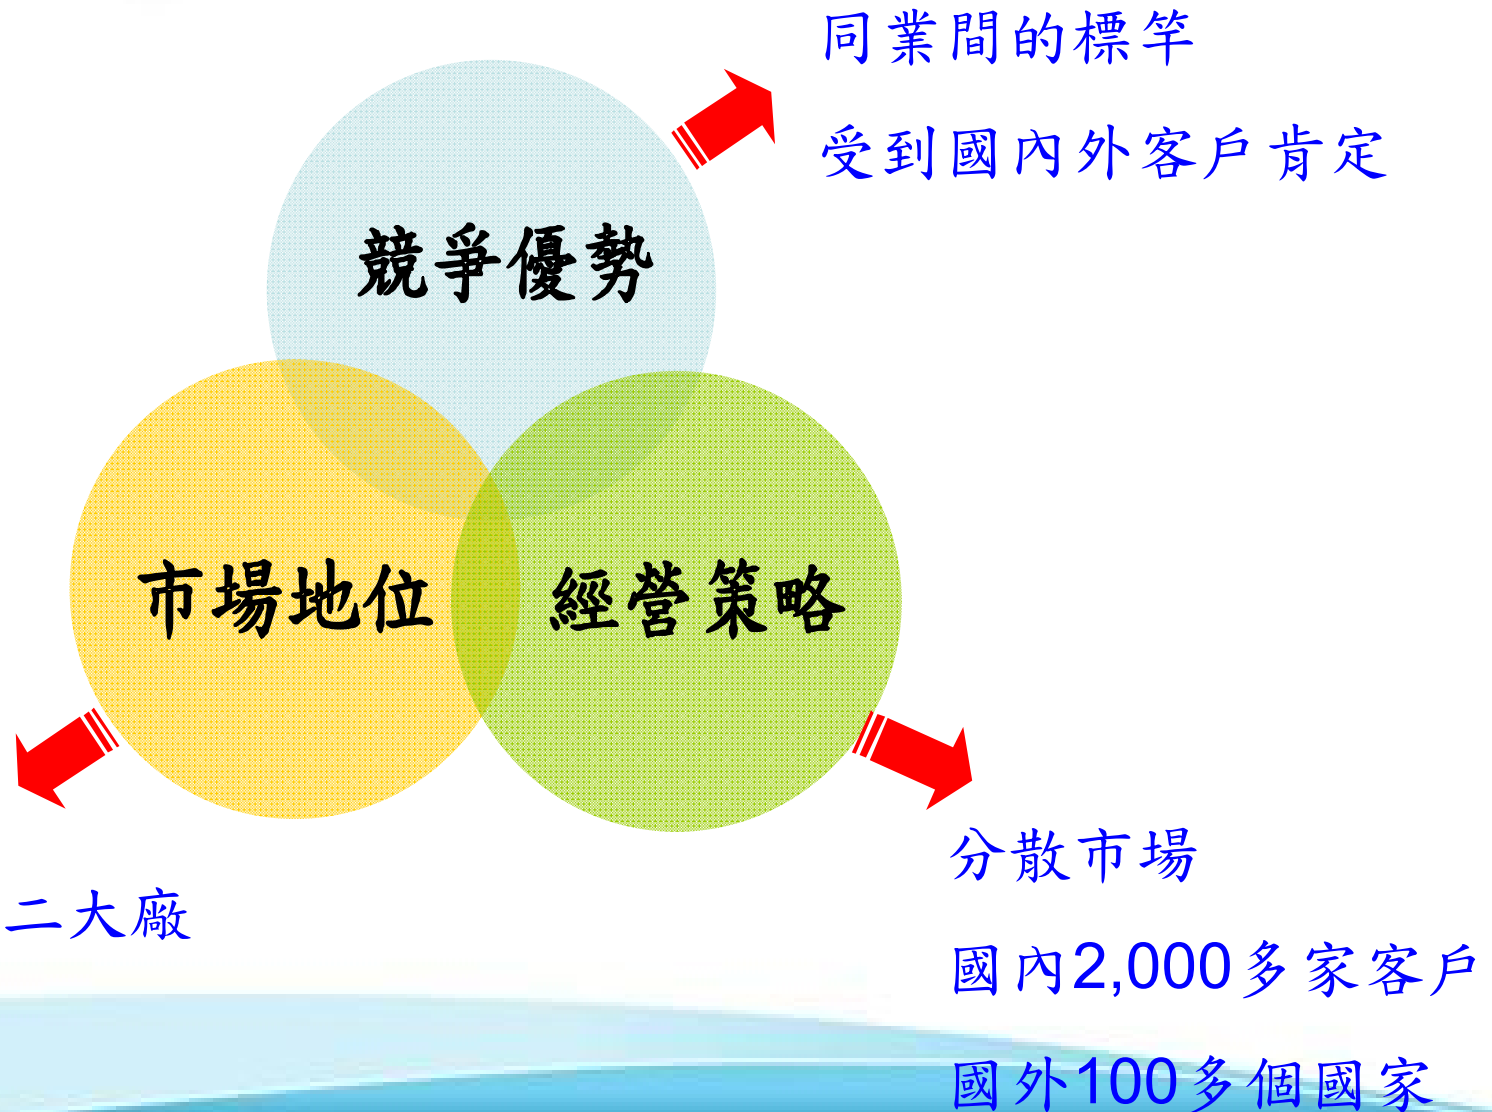 同業間的標竿
受到國內外客戶肯定
競爭優勢
市場地位
經營策略
分散市場
二大廠
國內2,000多家客戶
國外100多個國家